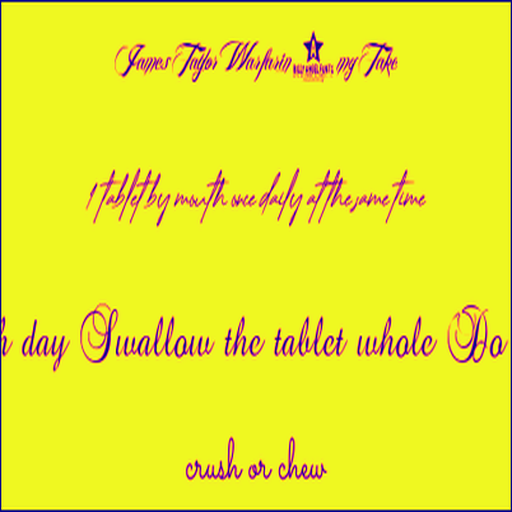 James Taylor Warfarin my Take
1 tablet by mouth once daily at the same time
h day Swallow the tablet whole Do
crush or chew